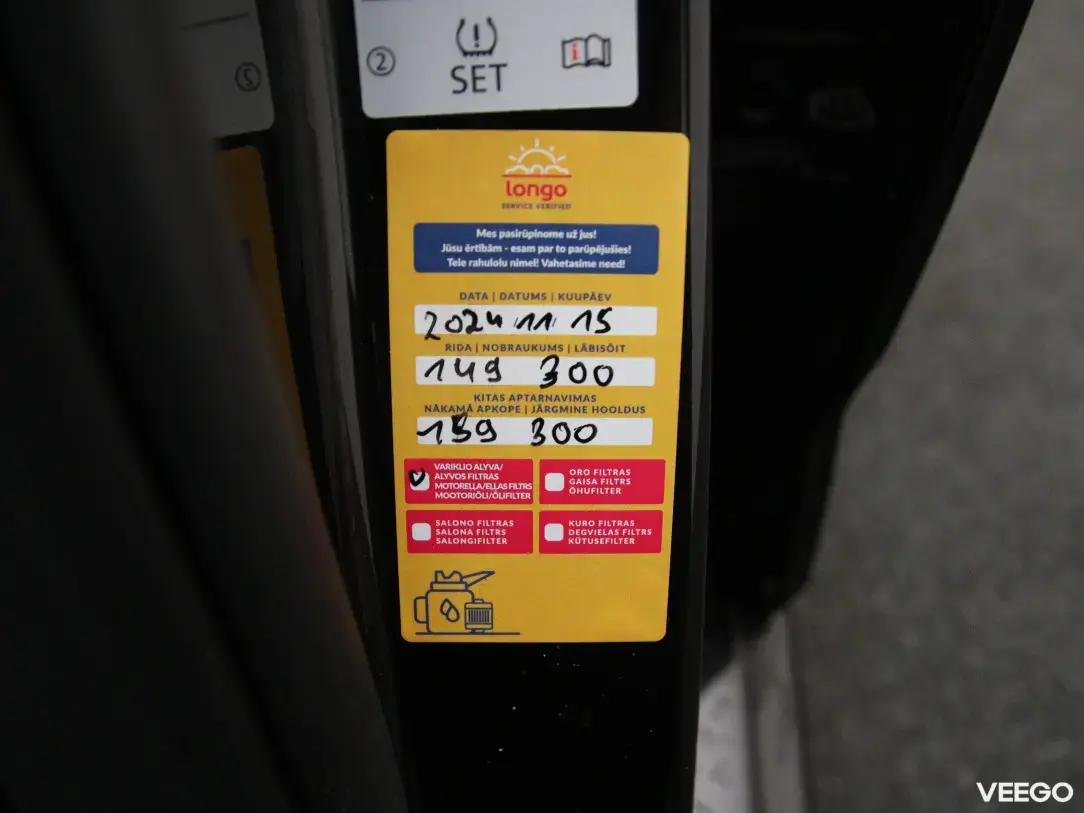 ② SET i
longo
SERVICE VERIFIED
Mes pasirūpinome už jus!
Jūsu ērtībām - esam par to parūpējušies!
Teie rahulolu nimel! Vahetasime need!
DATA | DATUMS | KUUPÄEV
2024 11 15
RIDA | NOBRAUKUMS | LÄBISÕIT
149 300
KITAS APTARNAVIMAS
NĀKAMĀ APKOPE | JÄRGMINE HOOLDUS
159 300
VARIKLIO ALYVA/
ALYVOS FILTRAS
MOTOREĻĻA/EĻĻAS FILTRS
MOOTORIÕLI/ÕLIFILTER
ORO FILTRAS
GAISA FILTRS
ÕHUFILTER
SALONO FILTRAS
SALONA FILTRS
SALONGIFILTER
KURO FILTRAS
DEGVIELAS FILTRS
KÜTUSEFILTER
VEEGO